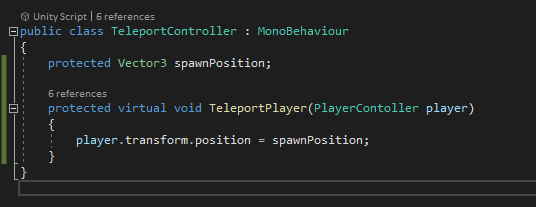 Unity Script | 6 references
public class TeleportController : MonoBehaviour
{
protected Vector3 spawnPosition;
6 references
protected virtual void TeleportPlayer(PlayerContoller player)
{
player.transform.position = spawnPosition;
}
}